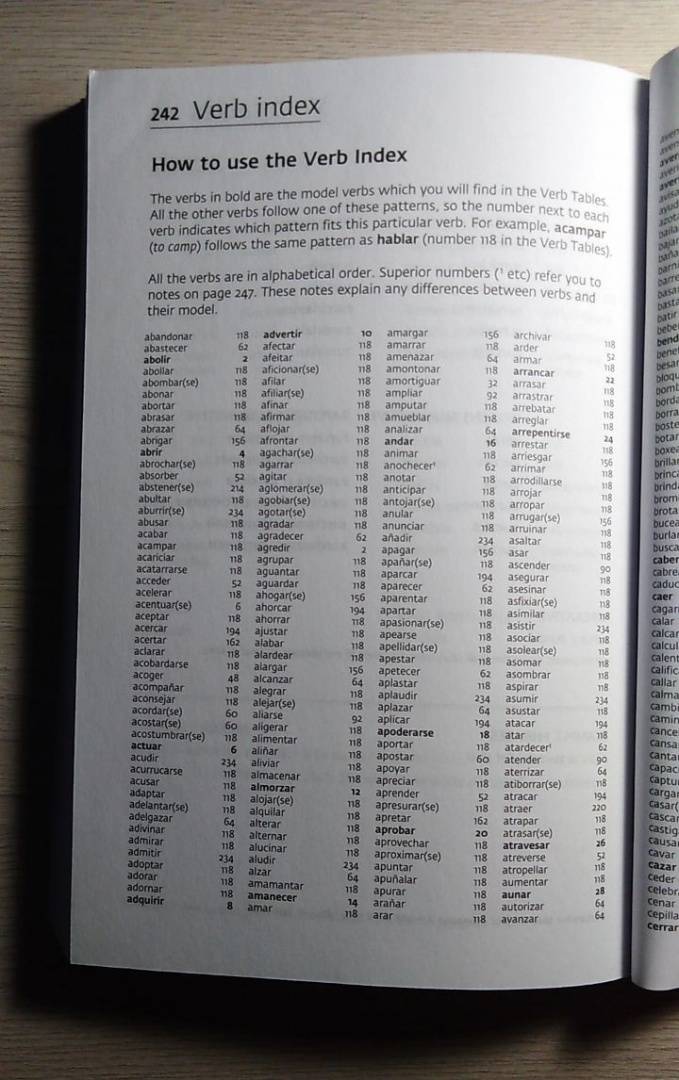 242 Verb index
How to use the Verb Index
The verbs in bold are the model verbs which you will find in the Verb Tables.
All the other verbs follow one of these patterns, so the number next to each
verb indicates which pattern fits this particular verb. For example, acampar
(to camp) follows the same pattern as hablar (number 118 in the Verb Tables).
All the verbs are in alphabetical order. Superior numbers (¹ etc) refer you to
notes on page 247. These notes explain any differences between verbs and
their model.
abandonar 118
abastecer 62
abolir 2
abollar 118
abombar(se) 118
abonar 118
abortar 118
abrasar 118
abrazar 64
abrigar 156
abrir 4
abrochar(se) 118
absorber 52
abstener(se) 214
abultar 118
aburrir(se) 234
abusar 118
acabar 118
acampar 118
acariciar 118
acatarrarse 118
acceder 52
acelerar 118
acentuar(se) 6
aceptar 118
acercar 194
acertar 162
aclarar 118
acobardarse 118
acoger 48
acompañar 118
aconsejar 118
acordar(se) 60
acostar(se) 60
acostumbrar(se) 118
actuar 6
acudir 234
acurrucarse 118
acusar 118
adaptar 118
adelantar(se) 118
adelgazar 64
adivinar 118
admirar 118
admitir 234
adoptar 118
adorar 118
adornar 118
adquirir 8
advertir 10
afectar 118
afeitar 118
aficionar(se) 118
afilar 118
afiliar(se) 118
afinar 118
afirmar 118
aflojar 118
afrontar 118
agachar(se) 118
agarrar 118
agitar 118
aglomerar(se) 118
agobiar(se) 118
agotar(se) 118
agradar 118
agradecer 62
agredir 2
agrupar 118
aguantar 118
aguardar 118
ahogar(se) 156
ahorcar 194
ahorrar 118
ajustar 118
alabar 118
alardear 118
alargar 156
alcanzar 64
alegrar 118
alejar(se) 118
aliarse 92
aligerar 118
alimentar 118
aliñar 118
aliviar 118
almacenar 118
almorzar 12
alojar(se) 118
alquilar 118
alterar 118
alternar 118
alucinar 118
aludir 234
alzar 64
amamantar 118
amanecer 14
amar 118
amargar 156
amarrar 118
amenazar 64
amontonar 118
amortiguar 32
ampliar 92
amputar 118
amueblar 118
analizar 64
andar 16
animar 118
anochecer¹ 62
anotar 118
anticipar 118
antojar(se) 118
anular 118
anunciar 118
añadir 234
apagar 156
apañar(se) 118
aparcar 194
aparecer 62
aparentar 118
apartar 118
apasionar(se) 118
apearse 118
apellidar(se) 118
apestar 118
apetecer 62
aplastar 118
aplaudir 234
aplazar 64
aplicar 194
apoderarse 18
aportar 118
apostar 60
apoyar 118
apreciar 118
aprender 52
apresurar(se) 118
apretar 162
aprobar 20
aprovechar 118
aproximar(se) 118
apuntar 118
apuñalar 118
apurar 118
arañar 118
arar 118
archivar 118
arder 52
armar 118
arrancar 22
arrasar 118
arrastrar 118
arrebatar 118
arreglar 118
arrepentirse 24
arrestar 118
arriesgar 156
arrimar 118
arrodillarse 118
arrojar 118
arropar 118
arrugar(se) 156
arruinar 118
asaltar 118
asar 118
ascender 90
asegurar 118
asesinar 118
asfixiar(se) 118
asimilar 118
asistir 234
asociar 118
asolear(se) 118
asomar 118
asombrar 118
aspirar 118
asumir 234
asustar 118
atacar 194
atar 118
atardecer¹ 62
atender 90
aterrizar 64
atiborrar(se) 118
atracar 194
atraer 220
atrapar 118
atrasar(se) 118
atravesar 26
atreverse 52
atropellar 118
aumentar 118
aunar 28
autorizar 64
avanzar 64
caber
caer
calar
callar
cavar
cazar
ceder
cenar
cerrar